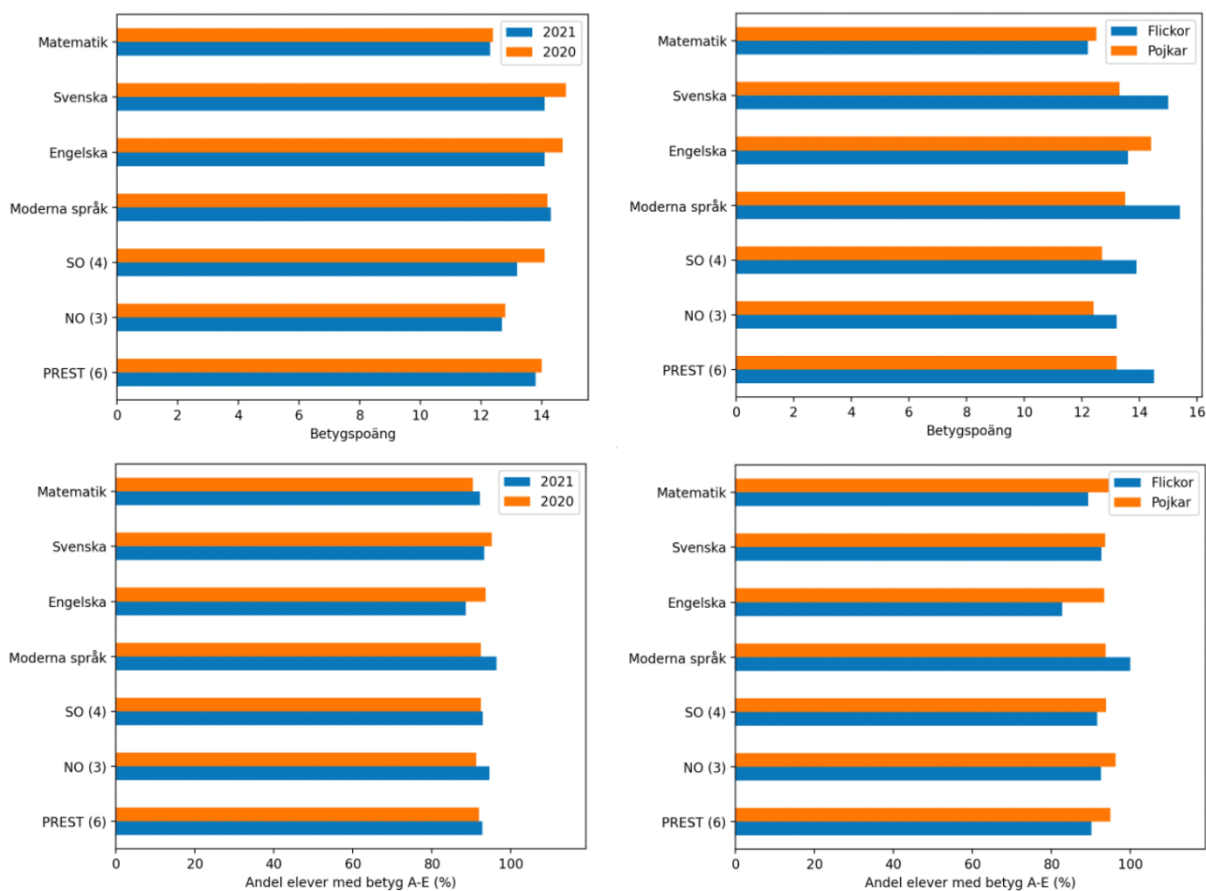 2021
2020
Matematik
Svenska
Engelska
Moderna språk
SO (4)
NO (3)
PREST (6)
0 2 4 6 8 10 12 14
Betygspoäng
Flickor
Pojkar
Matematik
Svenska
Engelska
Moderna språk
SO (4)
NO (3)
PREST (6)
0 2 4 6 8 10 12 14 16
Betygspoäng
2021
2020
Matematik
Svenska
Engelska
Moderna språk
SO (4)
NO (3)
PREST (6)
0 20 40 60 80 100
Andel elever med betyg A-E (%)
Flickor
Pojkar
Matematik
Svenska
Engelska
Moderna språk
SO (4)
NO (3)
PREST (6)
0 20 40 60 80 100
Andel elever med betyg A-E (%)